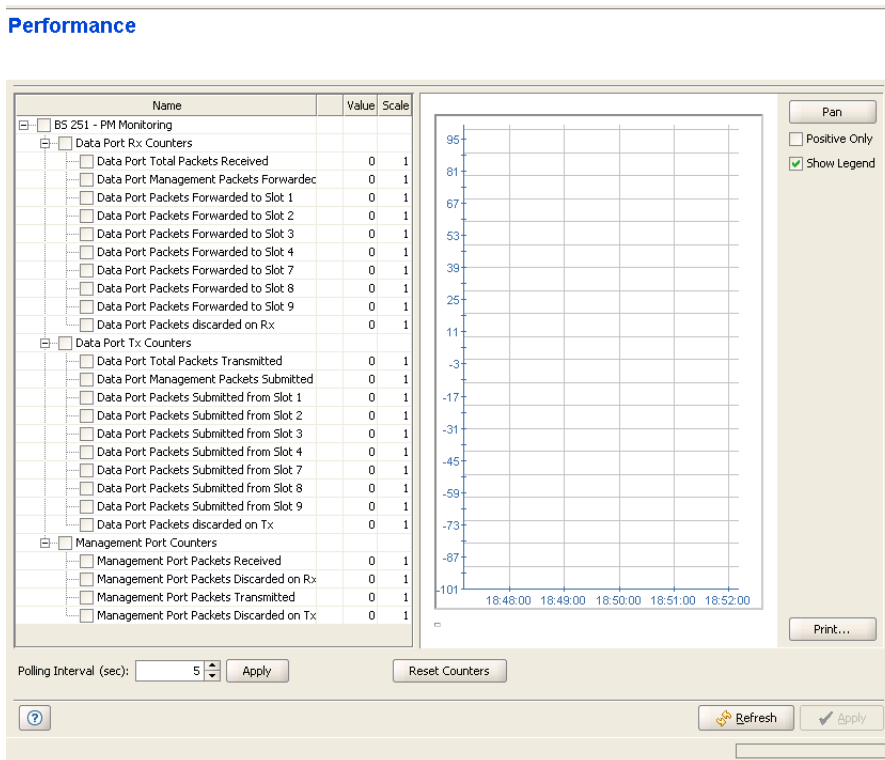 Performance
Name Value Scale
BS 251 - PM Monitoring
Data Port Rx Counters
Data Port Total Packets Received 0 1
Data Port Management Packets Forwarded 0 1
Data Port Packets Forwarded to Slot 1 0 1
Data Port Packets Forwarded to Slot 2 0 1
Data Port Packets Forwarded to Slot 3 0 1
Data Port Packets Forwarded to Slot 4 0 1
Data Port Packets Forwarded to Slot 7 0 1
Data Port Packets Forwarded to Slot 8 0 1
Data Port Packets Forwarded to Slot 9 0 1
Data Port Packets discarded on Rx 0 1
Data Port Tx Counters
Data Port Total Packets Transmitted 0 1
Data Port Management Packets Submitted 0 1
Data Port Packets Submitted from Slot 1 0 1
Data Port Packets Submitted from Slot 2 0 1
Data Port Packets Submitted from Slot 3 0 1
Data Port Packets Submitted from Slot 4 0 1
Data Port Packets Submitted from Slot 7 0 1
Data Port Packets Submitted from Slot 8 0 1
Data Port Packets Submitted from Slot 9 0 1
Data Port Packets discarded on Tx 0 1
Management Port Counters
Management Port Packets Received 0 1
Management Port Packets Discarded on Rx 0 1
Management Port Packets Transmitted 0 1
Management Port Packets Discarded on Tx 0 1
95
81
67
53
39
25
11
-3
-17
-31
-45
-59
-73
-87
-101
18:48:00 18:49:00 18:50:00 18:51:00 18:52:00
Pan
Positive Only
Show Legend
Print...
Polling Interval (sec): 5 Apply Reset Counters
? Refresh Apply